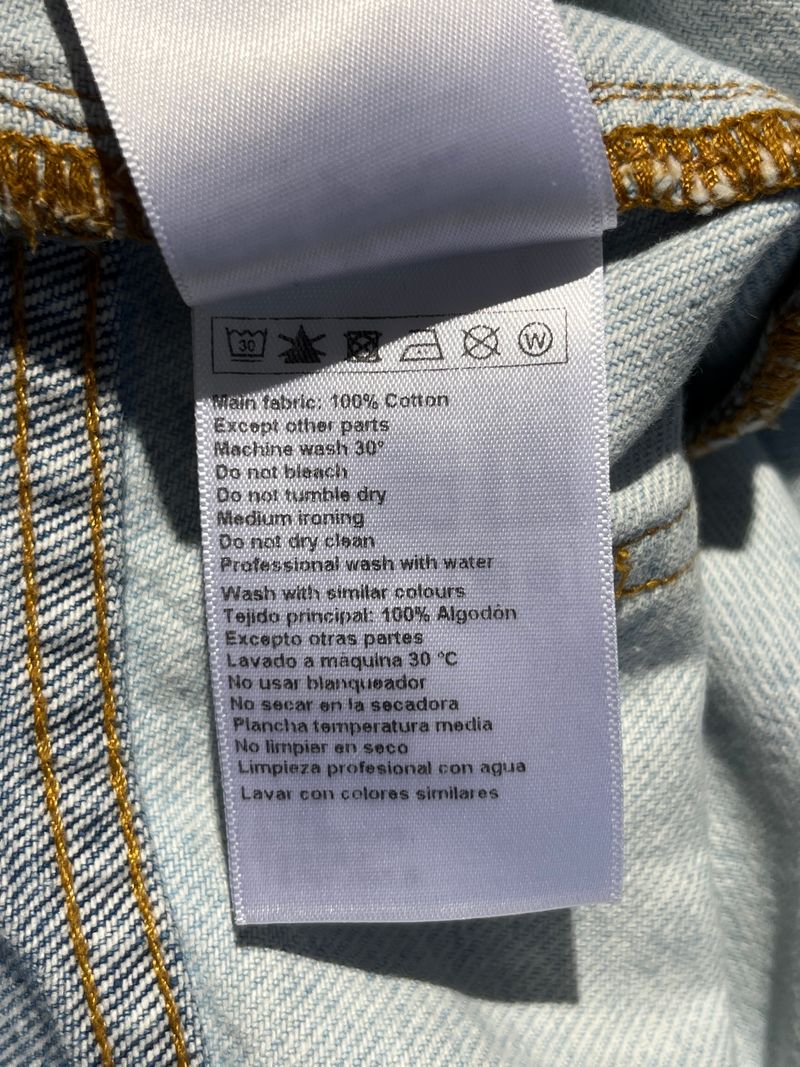 30 W
Main fabric: 100% Cotton
Except other parts
Machine wash 30°
Do not bleach
Do not tumble dry
Medium ironing
Do not dry clean
Professional wash with water
Wash with similar colours
Tejido principal: 100% Algodón
Excepto otras partes
Lavado a máquina 30 °C
No usar blanqueador
No secar en la secadora
Plancha temperatura media
No limpiar en seco
Limpieza profesional con agua
Lavar con colores similares